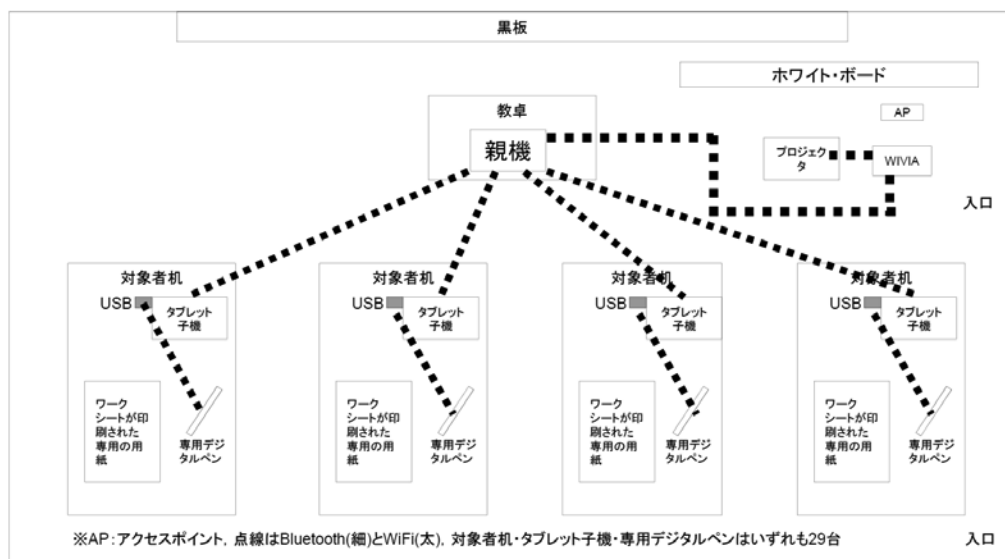 黒板
ホワイト・ボード
AP
教卓
親機
プロジェク
タ
WIVIA
入口
対象者机
USB
タブレット
子機
ワーク
シートが印
刷された
専用の用
紙
専用デジ
タルペン
対象者机
USB
タブレット
子機
ワーク
シートが印
刷された
専用の用
紙
専用デジ
タルペン
対象者机
USB
タブレット
子機
ワーク
シートが印
刷された
専用の用
紙
専用デジ
タルペン
対象者机
USB
タブレット
子機
ワーク
シートが印
刷された
専用の用
紙
専用デジ
タルペン
※AP:アクセスポイント，点線はBluetooth(細)とWiFi(太)，対象者机・タブレット子機・専用デジタルペンはいずれも29台
入口